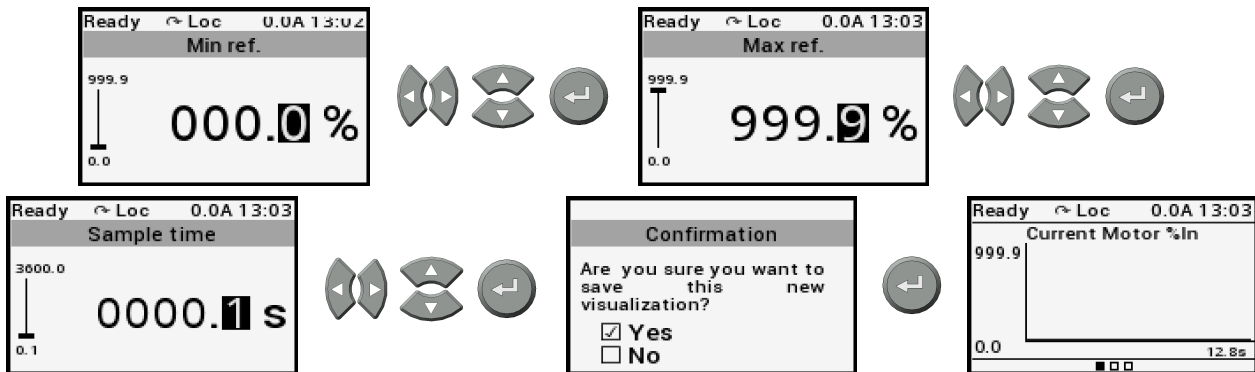 Ready Loc 0.0A 13:02
Min ref.
999.9
000.0 %
0.0
Ready Loc 0.0A 13:03
Max ref.
999.9
999.9 %
0.0
Ready Loc 0.0A 13:03
Sample time
3600.0
0000.1 s
0.1
Confirmation
Are you sure you want to
save this new
visualization?
Yes
No
Ready Loc 0.0A 13:03
Current Motor %In
999.9
0.0
12.8s